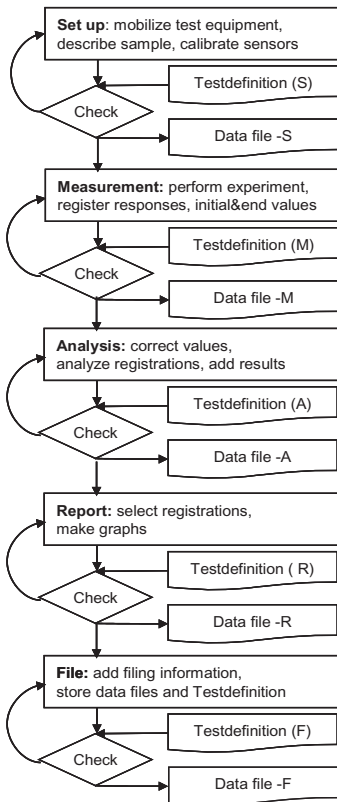 Set up: mobilize test equipment,
describe sample, calibrate sensors
Testdefinition (S)
Check
Data file -S
Measurement: perform experiment,
register responses, initial&end values
Testdefinition (M)
Check
Data file -M
Analysis: correct values,
analyze registrations, add results
Testdefinition (A)
Check
Data file -A
Report: select registrations,
make graphs
Testdefinition ( R)
Check
Data file -R
File: add filing information,
store data files and Testdefinition
Testdefinition (F)
Check
Data file -F